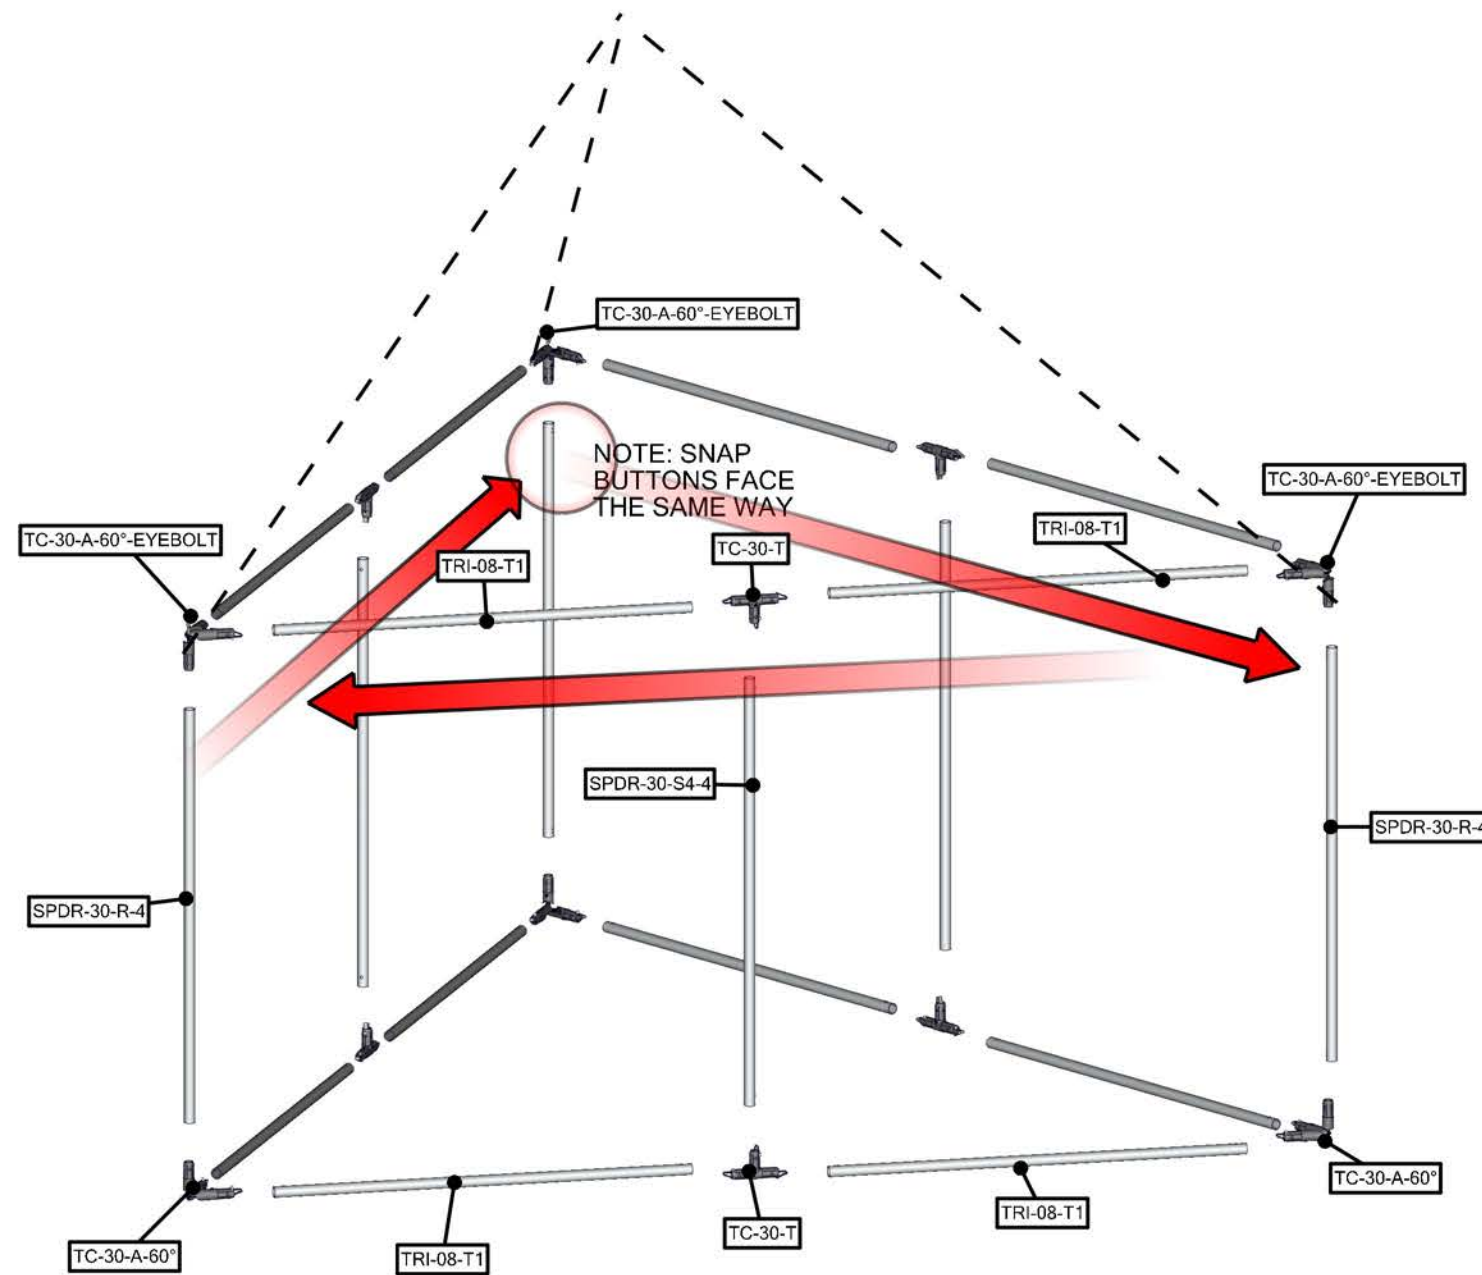 TC-30-A-60°-EYEBOLT
NOTE: SNAP
BUTTONS FACE
THE SAME WAY
TC-30-A-60°-EYEBOLT
TC-30-A-60°-EYEBOLT
TRI-08-T1
TC-30-T
TRI-08-T1
SPDR-30-S4-4
SPDR-30-R-4
SPDR-30-R-4
TC-30-A-60°
TRI-08-T1
TC-30-T
TRI-08-T1
TC-30-A-60°